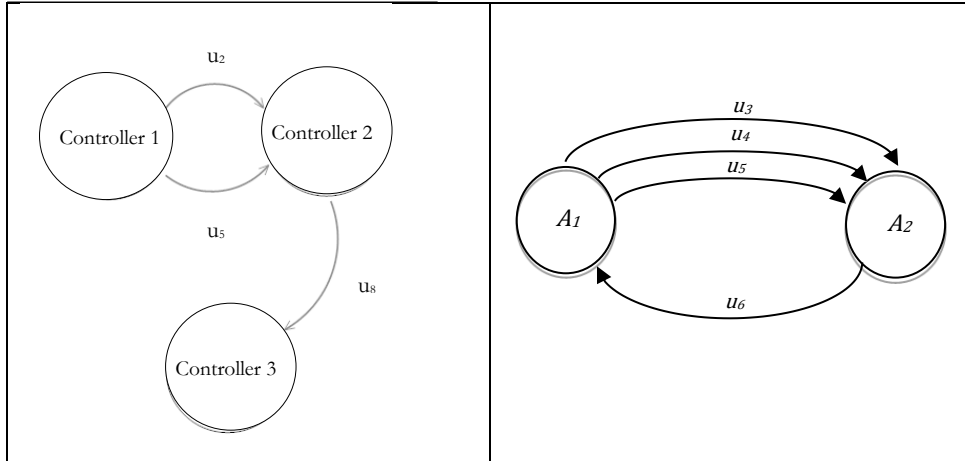 u₂
Controller 1
Controller 2
u₅
u₈
Controller 3
u₃
u₄
u₅
A₁
A₂
u₆